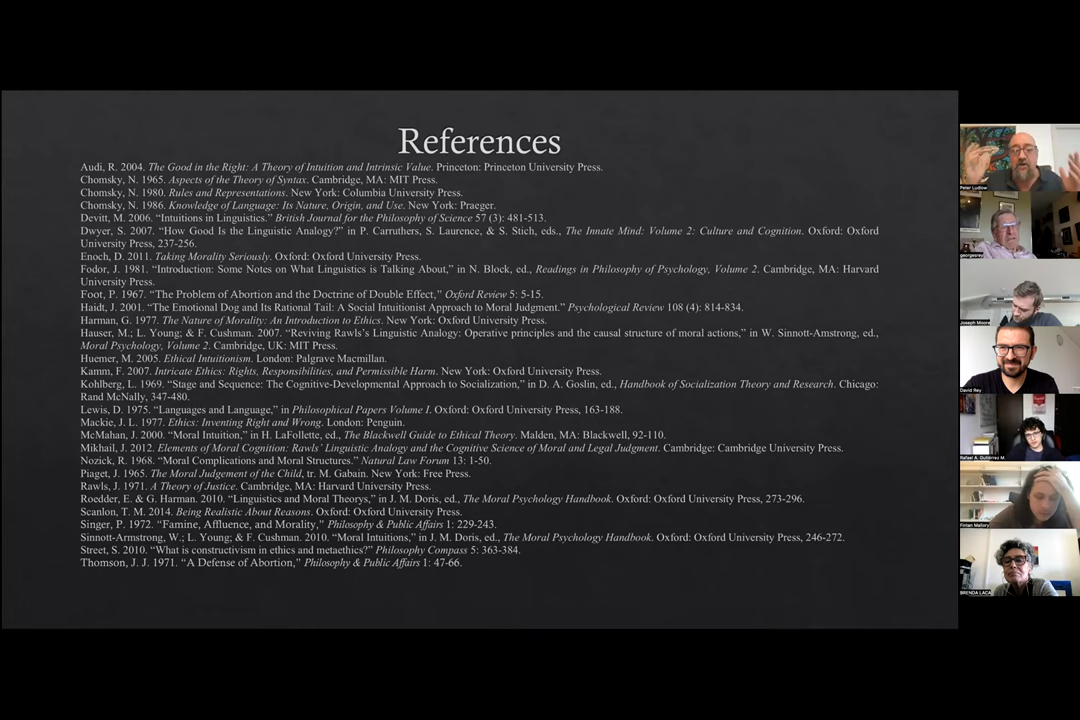 References
Audi, R. 2004. The Good in the Right: A Theory of Intuition and Intrinsic Value. Princeton: Princeton University Press.
Chomsky, N. 1965. Aspects of the Theory of Syntax. Cambridge, MA: MIT Press.
Chomsky, N. 1980. Rules and Representations. New York: Columbia University Press.
Chomsky, N. 1986. Knowledge of Language: Its Nature, Origin, and Use. New York: Praeger.
Devitt, M. 2006. “Intuitions in Linguistics.” British Journal for the Philosophy of Science 57 (3): 481-513.
Dwyer, S. 2007. “How Good Is the Linguistic Analogy?” in P. Carruthers, S. Laurence, & S. Stich, eds., The Innate Mind: Volume 2: Culture and Cognition. Oxford: Oxford
University Press, 237-256.
Enoch, D. 2011. Taking Morality Seriously. Oxford: Oxford University Press.
Fodor, J. 1981. “Introduction: Some Notes on What Linguistics is Talking About,” in N. Block, ed., Readings in Philosophy of Psychology, Volume 2. Cambridge, MA: Harvard
University Press.
Foot, P. 1967. “The Problem of Abortion and the Doctrine of Double Effect,” Oxford Review 5: 5-15.
Haidt, J. 2001. “The Emotional Dog and Its Rational Tail: A Social Intuitionist Approach to Moral Judgment.” Psychological Review 108 (4): 814-834.
Harman, G. 1977. The Nature of Morality: An Introduction to Ethics. New York: Oxford University Press.
Hauser, M.; L. Young; & F. Cushman. 2007. “Reviving Rawls’s Linguistic Analogy: Operative principles and the causal structure of moral actions,” in W. Sinnott-Amstrong, ed.,
Moral Psychology, Volume 2. Cambridge, UK: MIT Press.
Huemer, M. 2005. Ethical Intuitionism. London: Palgrave Macmillan.
Kamm, F. 2007. Intricate Ethics: Rights, Responsibilities, and Permissible Harm. New York: Oxford University Press.
Kohlberg, L. 1969. “Stage and Sequence: The Cognitive-Developmental Approach to Socialization,” in D. A. Goslin, ed., Handbook of Socialization Theory and Research. Chicago:
Rand McNally, 347-480.
Lewis, D. 1975. “Languages and Language,” in Philosophical Papers Volume I. Oxford: Oxford University Press, 163-188.
Mackie, J. L. 1977. Ethics: Inventing Right and Wrong. London: Penguin.
McMahan, J. 2000. “Moral Intuition,” in H. LaFollette, ed., The Blackwell Guide to Ethical Theory. Malden, MA: Blackwell, 92-110.
Mikhail, J. 2012. Elements of Moral Cognition: Rawls’ Linguistic Analogy and the Cognitive Science of Moral and Legal Judgment. Cambridge: Cambridge University Press.
Nozick, R. 1968. “Moral Complications and Moral Structures.” Natural Law Forum 13: 1-50.
Piaget, J. 1965. The Moral Judgement of the Child, tr. M. Gabain. New York: Free Press.
Rawls, J. 1971. A Theory of Justice. Cambridge, MA: Harvard University Press.
Roedder, E. & G. Harman. 2010. “Linguistics and Moral Theorys,” in J. M. Doris, ed., The Moral Psychology Handbook. Oxford: Oxford University Press, 273-296.
Scanlon, T. M. 2014. Being Realistic About Reasons. Oxford: Oxford University Press.
Singer, P. 1972. “Famine, Affluence, and Morality,” Philosophy & Public Affairs 1: 229-243.
Sinnott-Armstrong, W.; L. Young; & F. Cushman. 2010. “Moral Intuitions,” in J. M. Doris, ed., The Moral Psychology Handbook. Oxford: Oxford University Press, 246-272.
Street, S. 2010. “What is constructivism in ethics and metaethics?” Philosophy Compass 5: 363-384.
Thomson, J. J. 1971. “A Defense of Abortion,” Philosophy & Public Affairs 1: 47-66.
Peter Ludlow
georgesrey
Joseph Moore
David Rey
Rafael A. Gutiérrez M.
Fintan Mallory
BRENDA LACA